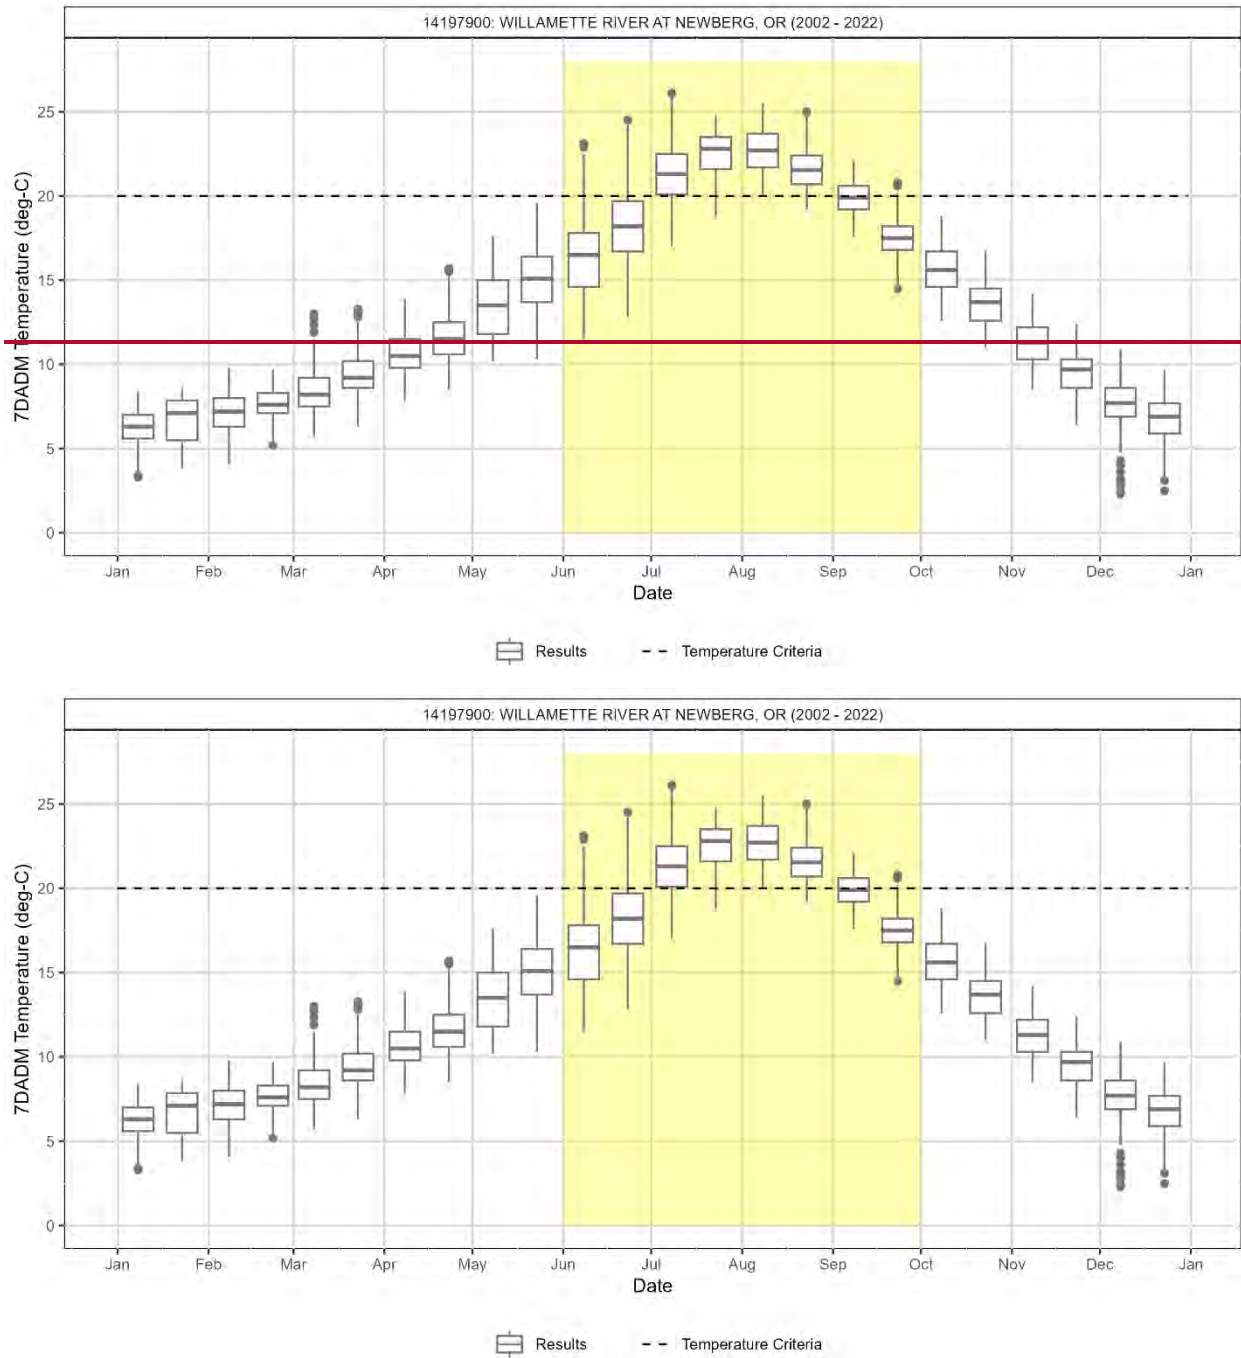 14197900: WILLAMETTE RIVER AT NEWBERG, OR (2002 - 2022)
7DADM Temperature (deg-C)
25
20
15
10
5
0
Jan Feb Mar Apr May Jun Jul Aug Sep Oct Nov Dec Jan
Date
Results Temperature Criteria
14197900: WILLAMETTE RIVER AT NEWBERG, OR (2002 - 2022)
7DADM Temperature (deg-C)
25
20
15
10
5
0
Jan Feb Mar Apr May Jun Jul Aug Sep Oct Nov Dec Jan
Date
Results Temperature Criteria